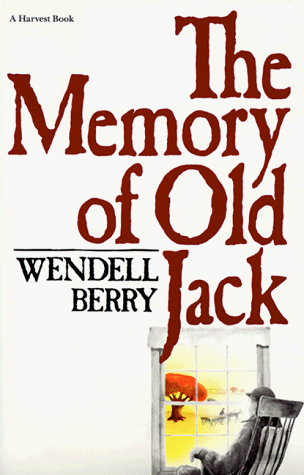 A Harvest Book
The
Memory
of Old
Jack
WENDELL
BERRY